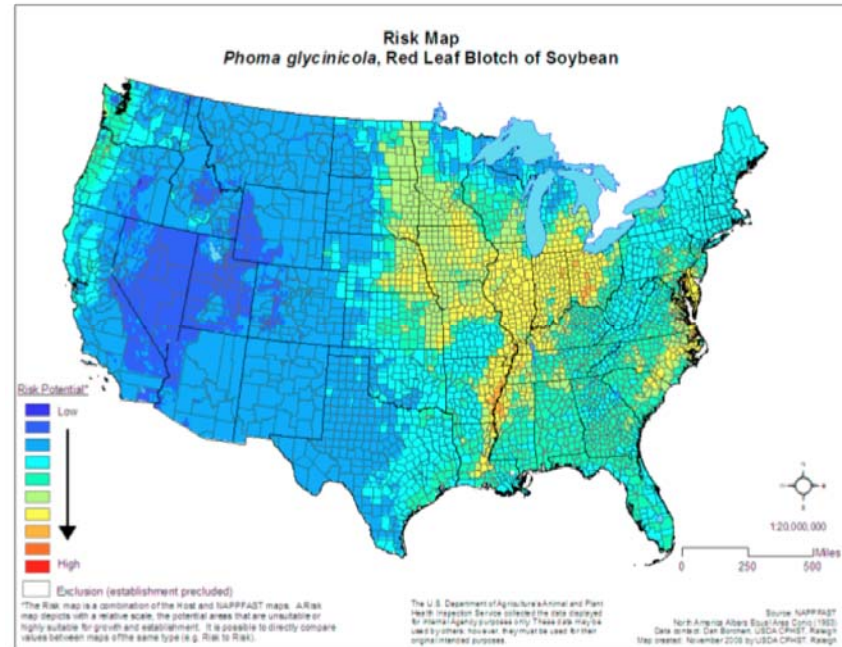 Risk Map
Phoma glycinicola, Red Leaf Blotch of Soybean
Risk Potential*
Low
High
Exclusion (establishment precluded)
*The Risk map is a combination of the Host and NAPPFAST maps. A Risk
map depicts with a relative scale, the potential areas that are unsuitable or
highly suitable for growth and establishment. It is possible to directly compare
values between maps of the same type (e.g. Risk to Risk).
The U.S. Department of Agriculture's Animal and Plant
Health Inspection Service collected the data displayed
for internal Agency purposes only. These data may be
used by others; however, they must be used for their
original intended purposes.
1:20,000,000
Miles
0 250 500
Source: NAPPFAST
North America Albers Equal Area Conic (1983)
Data contact: Dan Borchert, USDA CPHST, Raleigh
Map created: November 2008 by USDA CPHST, Raleigh